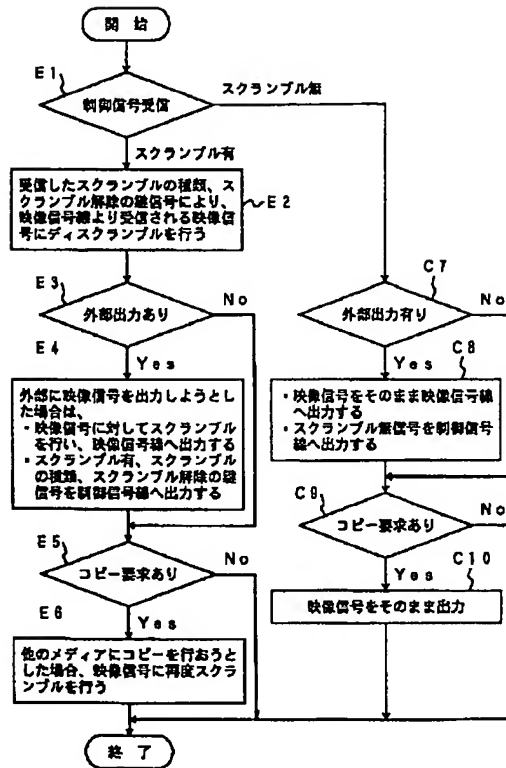 開 始
E1
制御信号受信
スクランブル無
スクランブル有
受信したスクランブルの種類、ス
クランブル解除の鍵信号により、
映像信号線より受信される映像信
号にディスクランブルを行う
E2
E3
外部出力あり
No
E4
Yes
外部に映像信号を出力しようとし
た場合は、
・映像信号に対してスクランブル
を行い、映像信号線へ出力する
・スクランブル有、スクランブル
の種類、スクランブル解除の鍵
信号を制御信号線へ出力する
E5
コピー要求あり
No
E6
Yes
他のメディアにコピーを行おうと
した場合、映像信号に再度スクラ
ンブルを行う
C7
外部出力有り
No
C8
Yes
・映像信号をそのまま映像信号線
へ出力する
・スクランブル無信号を制御信号
線へ出力する
C9
コピー要求あり
No
C10
Yes
映像信号をそのまま出力
終 了